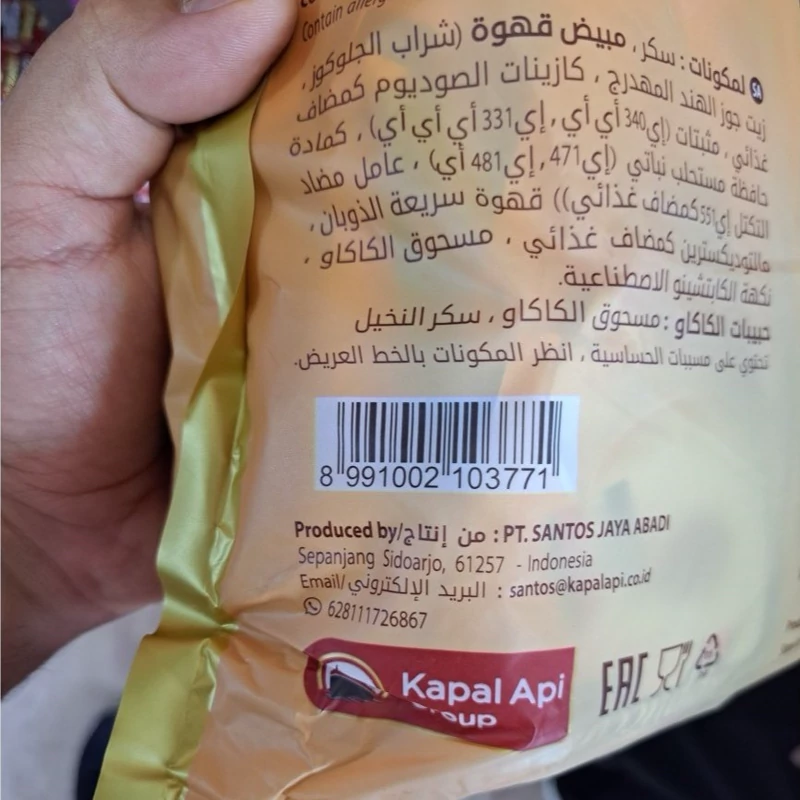 Contain allerg
SA لمكونات : سكر ، مبيض قهوة (شراب الجلوكوز ،
زيت جوز الهند المهدرج ، كازينات الصوديوم كمضاف
غذائي ، مثبتات (إي340 أي أي ، إي331 أي أي أي) ، كمادة
حافظة مستحلب نباتي (إي471 ، إي481 أي) ، عامل مضاد
التكتل إي551 كمضاف غذائي)) قهوة سريعة الذوبان،
مالتوديكسترين كمضاف غذائي ، مسحوق الكاكاو ،
نكهة الكابتشينو الاصطناعية.
حبيبات الكاكاو : مسحوق الكاكاو ، سكر النخيل
تحتوي على مسببات الحساسية ، انظر المكونات بالخط العريض.
8 991002 103771
Produced by/من إنتاج : PT. SANTOS JAYA ABADI
Sepanjang Sidoarjo, 61257 - Indonesia
Email/البريد الإلكتروني : santos@kapalapi.co.id
628111726867
Kapal Api
Group
EAC